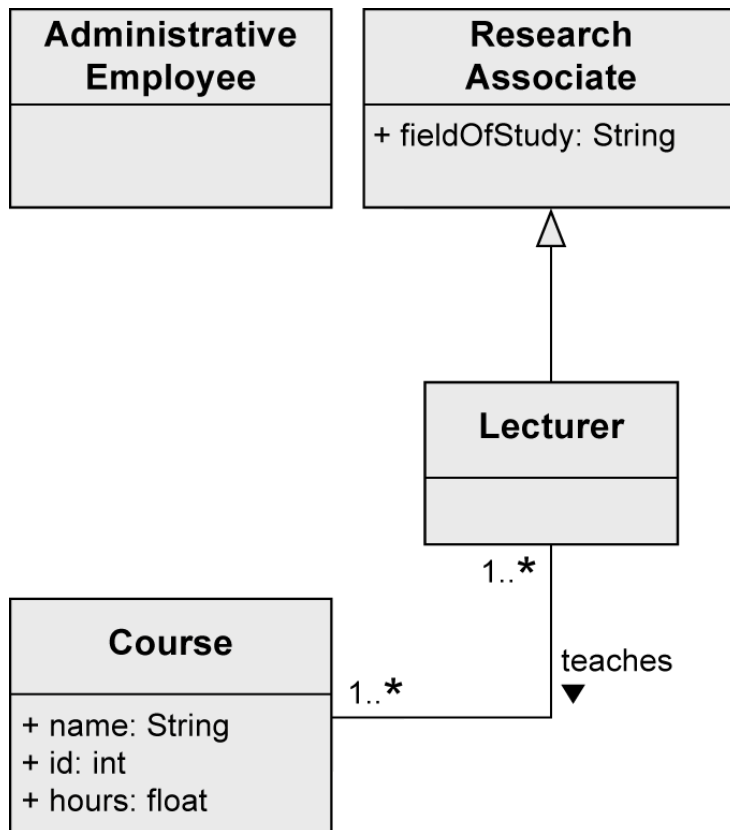 Administrative
Employee
Research
Associate
+ fieldOfStudy: String
Lecturer
1..*
teaches
1..*
Course
+ name: String
+ id: int
+ hours: float